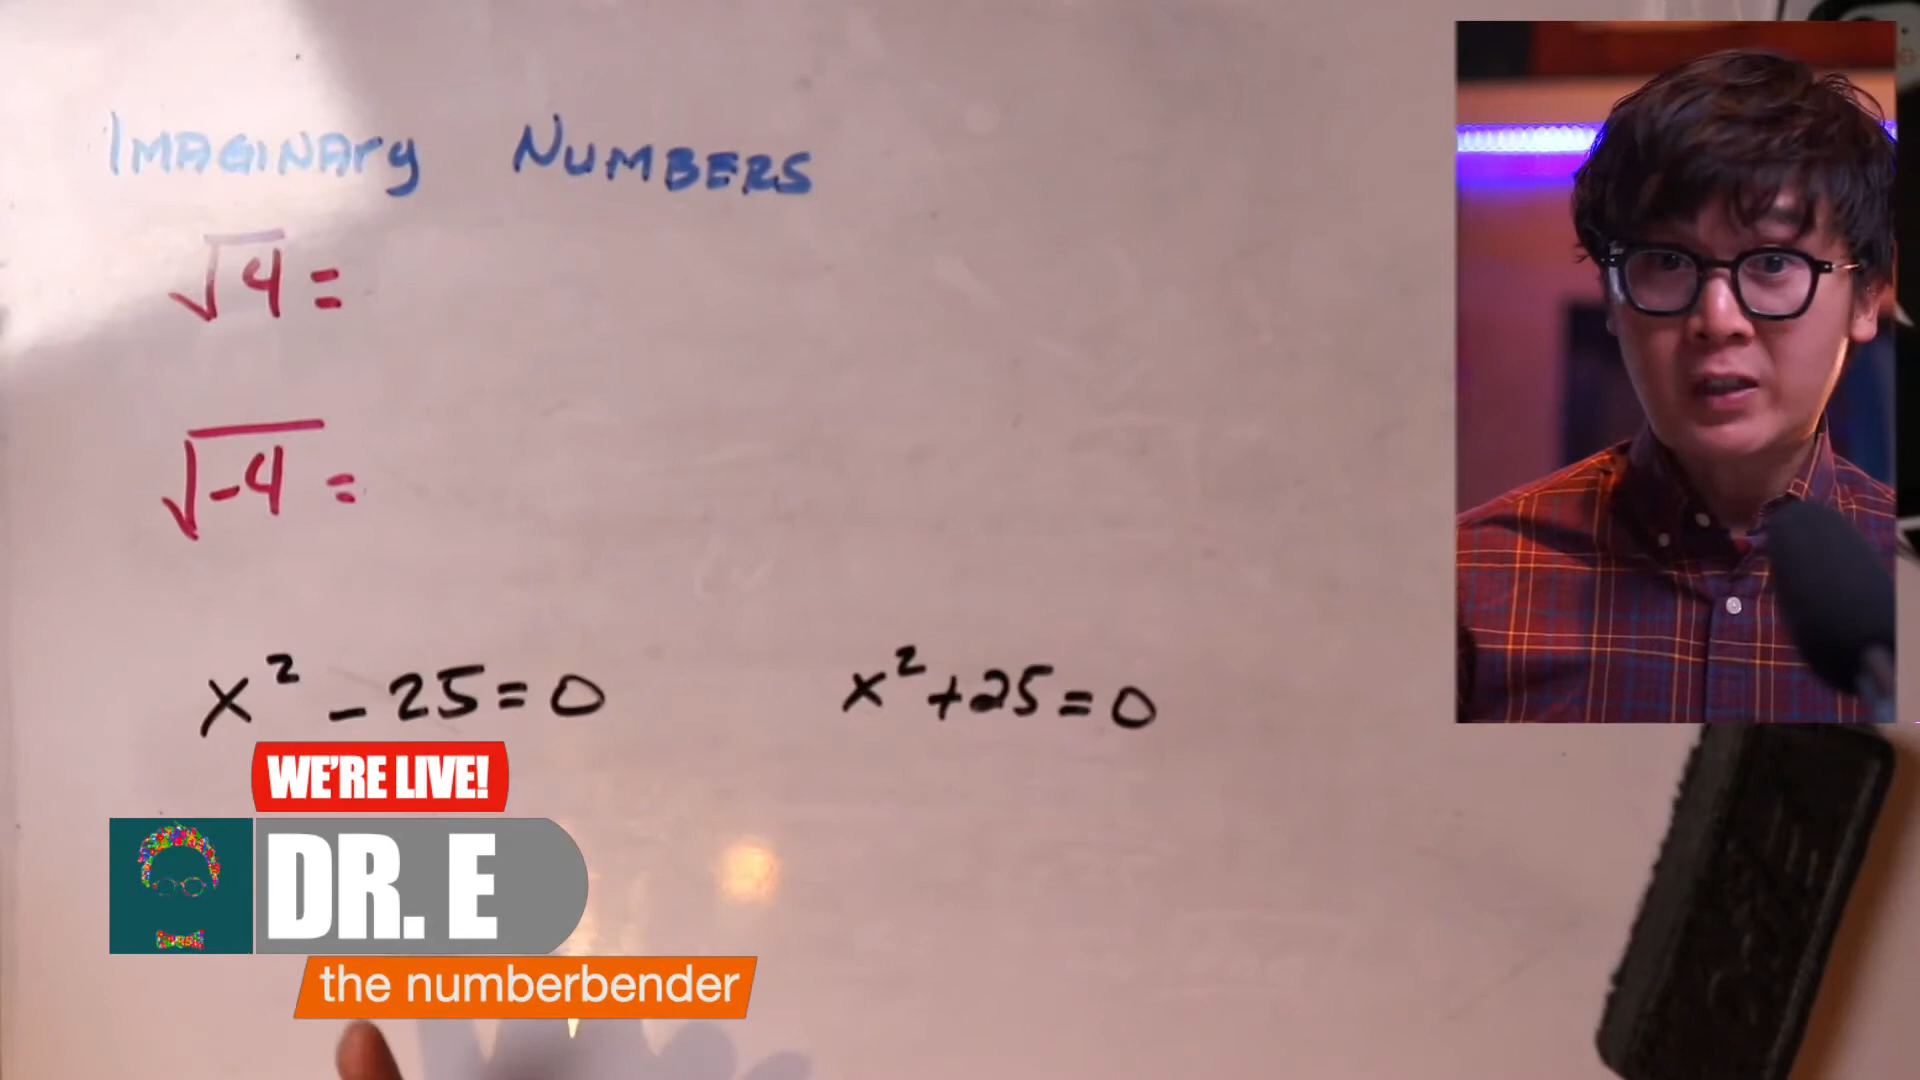 IMAGINARy NUMBERS
√4 =
√-4 =
x² - 25 = 0
x² + 25 = 0
WE'RE LIVE!
DR. E
the numberbender